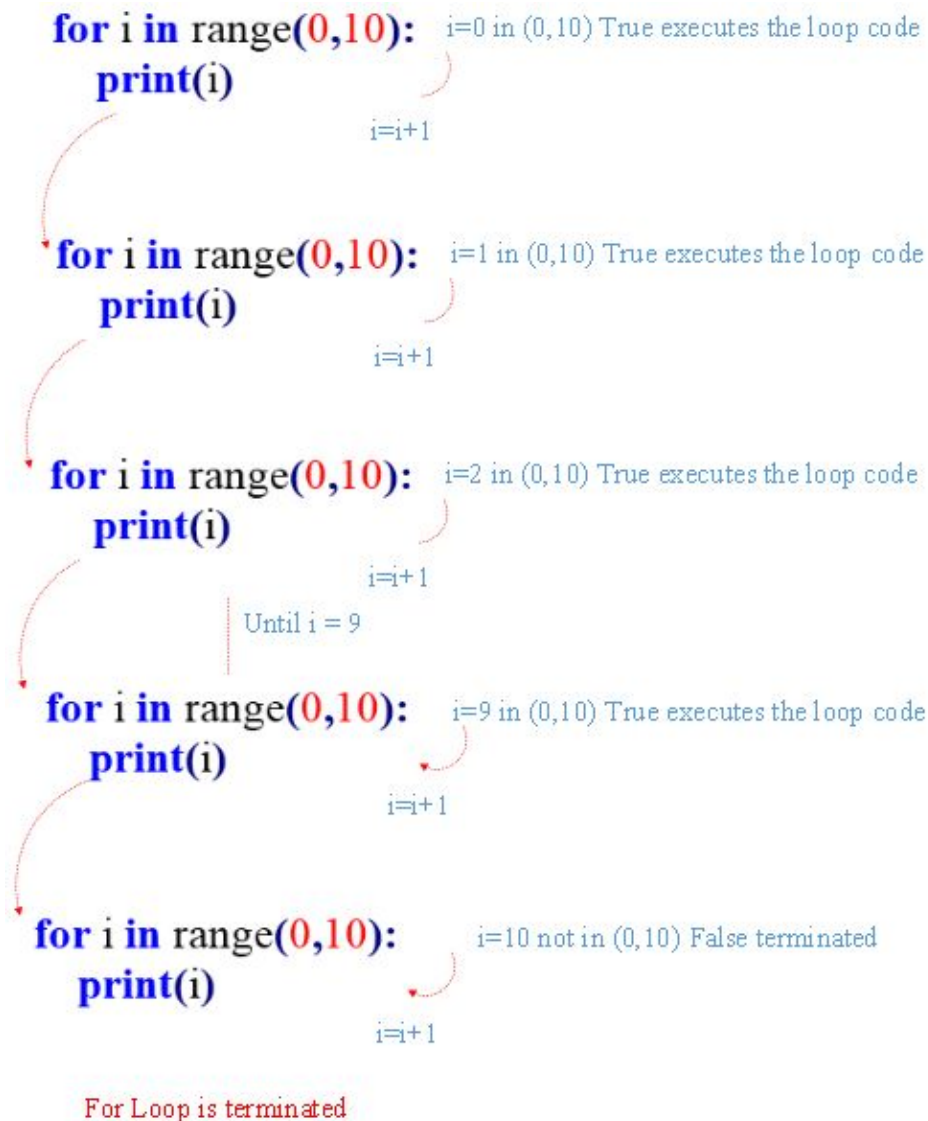 for i in range(0,10): i=0 in (0,10) True executes the loop code
print(i)
i=i+1
for i in range(0,10): i=1 in (0,10) True executes the loop code
print(i)
i=i+1
for i in range(0,10): i=2 in (0,10) True executes the loop code
print(i)
i=i+1
Until i = 9
for i in range(0,10): i=9 in (0,10) True executes the loop code
print(i)
i=i+1
for i in range(0,10): i=10 not in (0,10) False terminated
print(i)
i=i+1
For Loop is terminated